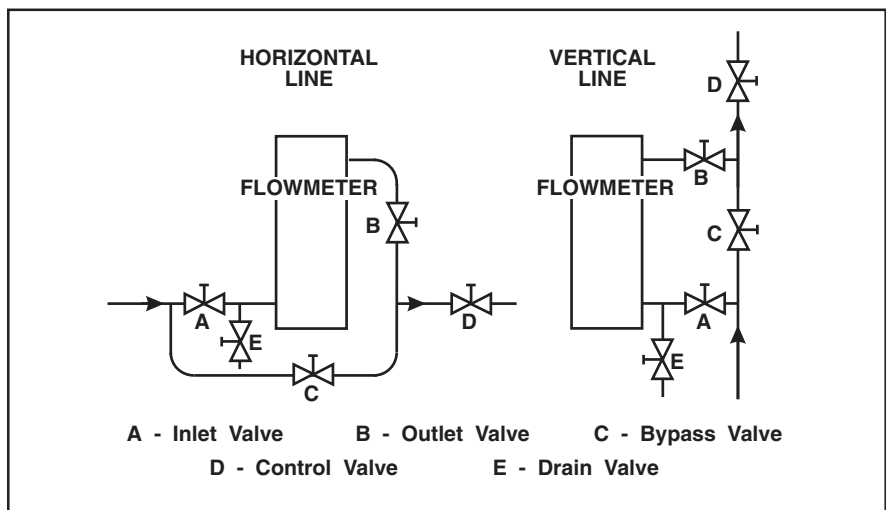 HORIZONTAL
LINE
FLOWMETER
A
B
C
D
E
VERTICAL
LINE
FLOWMETER
D
B
C
A
E
A - Inlet Valve B - Outlet Valve C - Bypass Valve
D - Control Valve E - Drain Valve